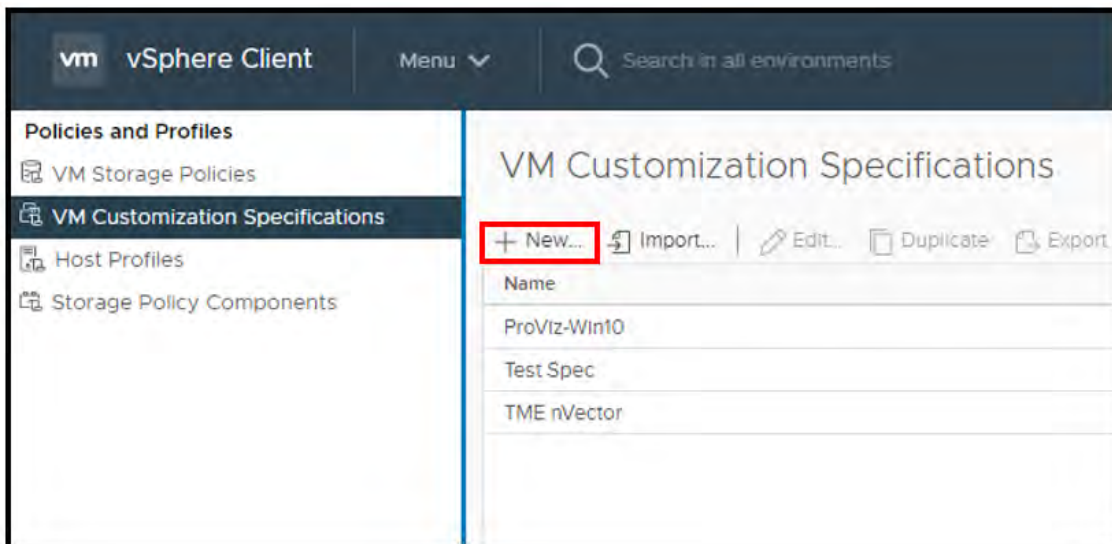 vm vSphere Client Menu Search in all environments
Policies and Profiles
VM Storage Policies
VM Customization Specifications
Host Profiles
Storage Policy Components
VM Customization Specifications
+ New... Import... | Edit... Duplicate Export
Name
ProViz-Win10
Test Spec
TME nVector